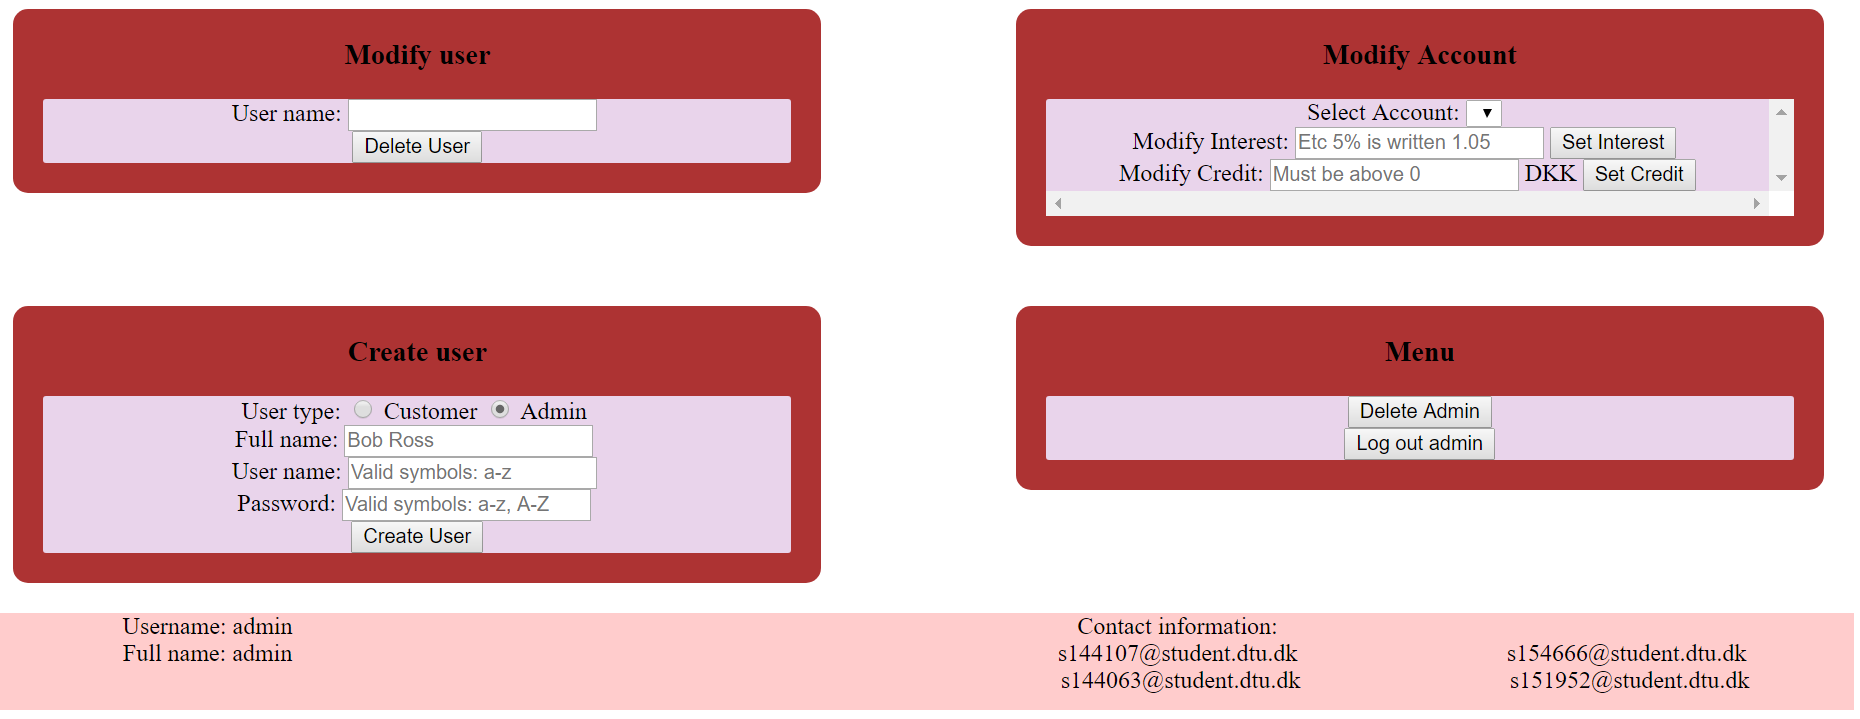 Modify user
User name:
Delete User
Modify Account
Select Account:
Modify Interest: Etc 5% is written 1.05 Set Interest
Modify Credit: Must be above 0 DKK Set Credit
Create user
User type: Customer Admin
Full name: Bob Ross
User name: Valid symbols: a-z
Password: Valid symbols: a-z, A-Z
Create User
Menu
Delete Admin
Log out admin
Username: admin
Full name: admin
Contact information:
s144107@student.dtu.dk s154666@student.dtu.dk
s144063@student.dtu.dk s151952@student.dtu.dk